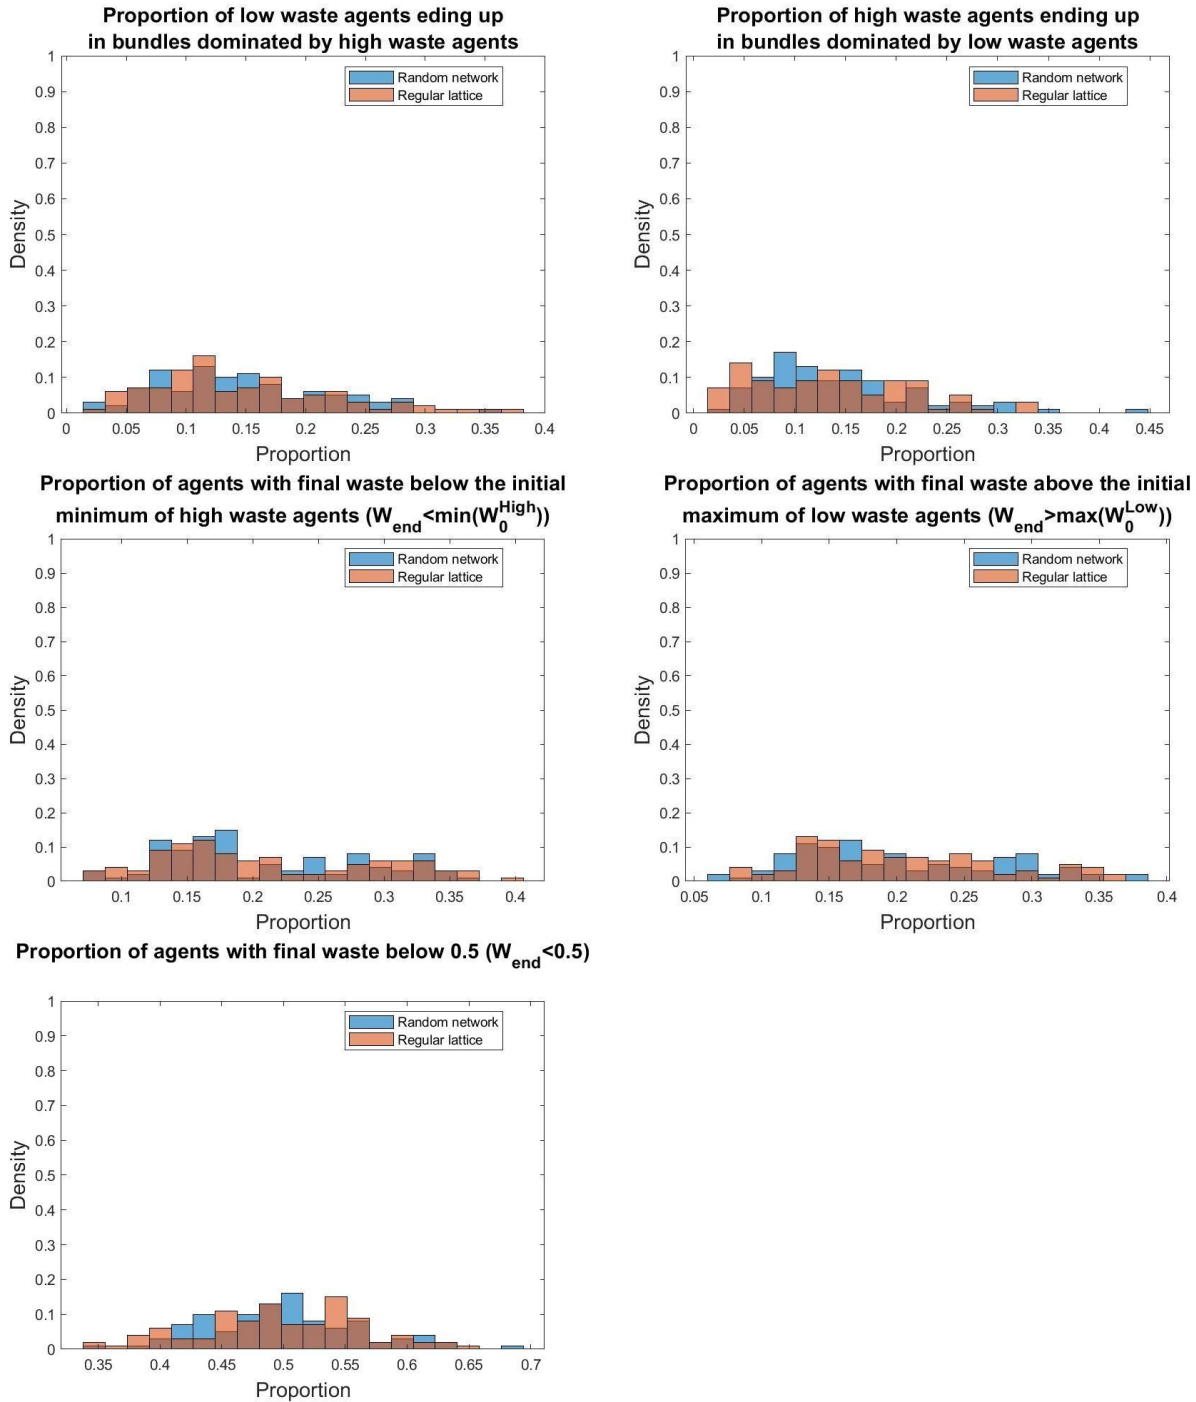 Proportion of low waste agents eding up
in bundles dominated by high waste agents
1
0.9
0.8
0.7
0.6
0.5
0.4
0.3
0.2
0.1
0
Density
Random network
Regular lattice
0 0.05 0.1 0.15 0.2 0.25 0.3 0.35 0.4
Proportion
Proportion of high waste agents ending up
in bundles dominated by low waste agents
1
0.9
0.8
0.7
0.6
0.5
0.4
0.3
0.2
0.1
0
Density
Random network
Regular lattice
0 0.05 0.1 0.15 0.2 0.25 0.3 0.35 0.4 0.45
Proportion
Proportion of agents with final waste below the initial
minimum of high waste agents (W_end<min(W_0^High))
1
0.9
0.8
0.7
0.6
0.5
0.4
0.3
0.2
0.1
0
Density
Random network
Regular lattice
0.1 0.15 0.2 0.25 0.3 0.35 0.4
Proportion
Proportion of agents with final waste above the initial
maximum of low waste agents (W_end>max(W_0^Low))
1
0.9
0.8
0.7
0.6
0.5
0.4
0.3
0.2
0.1
0
Density
Random network
Regular lattice
0.05 0.1 0.15 0.2 0.25 0.3 0.35 0.4
Proportion
Proportion of agents with final waste below 0.5 (W_end<0.5)
1
0.9
0.8
0.7
0.6
0.5
0.4
0.3
0.2
0.1
0
Density
Random network
Regular lattice
0.35 0.4 0.45 0.5 0.55 0.6 0.65 0.7
Proportion